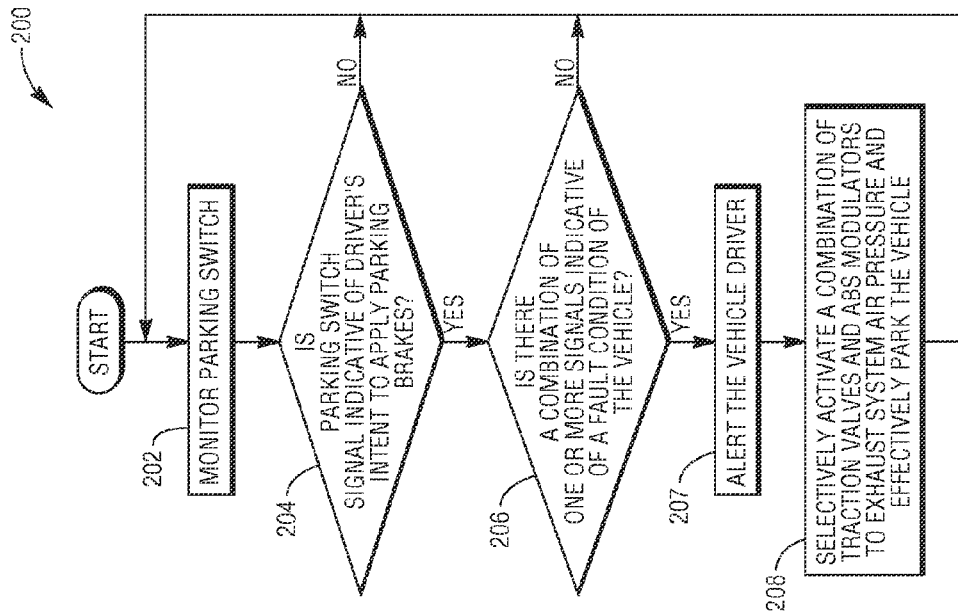 200
START
202
MONITOR PARKING SWITCH
204
IS
PARKING SWITCH
SIGNAL INDICATIVE OF DRIVER'S
INTENT TO APPLY PARKING
BRAKES?
NO
YES
206
IS THERE
A COMBINATION OF
ONE OR MORE SIGNALS INDICATIVE
OF A FAULT CONDITION OF
THE VEHICLE?
NO
YES
207
ALERT THE VEHICLE DRIVER
208
SELECTIVELY ACTIVATE A COMBINATION OF
TRACTION VALVES AND ABS MODULATORS
TO EXHAUST SYSTEM AIR PRESSURE AND
EFFECTIVELY PARK THE VEHICLE